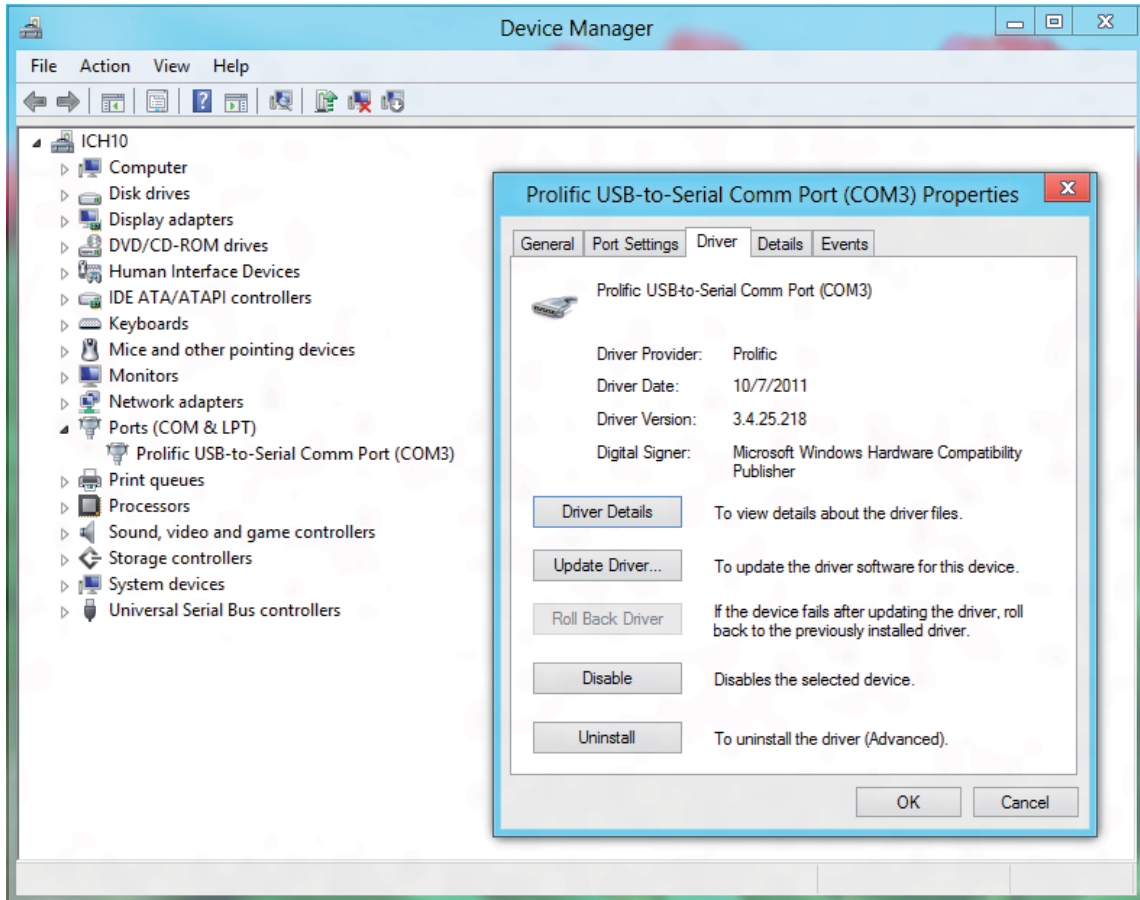 Device Manager
File Action View Help
ICH10
Computer
Disk drives
Display adapters
DVD/CD-ROM drives
Human Interface Devices
IDE ATA/ATAPI controllers
Keyboards
Mice and other pointing devices
Monitors
Network adapters
Ports (COM & LPT)
Prolific USB-to-Serial Comm Port (COM3)
Print queues
Processors
Sound, video and game controllers
Storage controllers
System devices
Universal Serial Bus controllers
Prolific USB-to-Serial Comm Port (COM3) Properties
General Port Settings Driver Details Events
Prolific USB-to-Serial Comm Port (COM3)
Driver Provider: Prolific
Driver Date: 10/7/2011
Driver Version: 3.4.25.218
Digital Signer: Microsoft Windows Hardware Compatibility
Publisher
Driver Details To view details about the driver files.
Update Driver... To update the driver software for this device.
Roll Back Driver If the device fails after updating the driver, roll
back to the previously installed driver.
Disable Disables the selected device.
Uninstall To uninstall the driver (Advanced).
OK Cancel